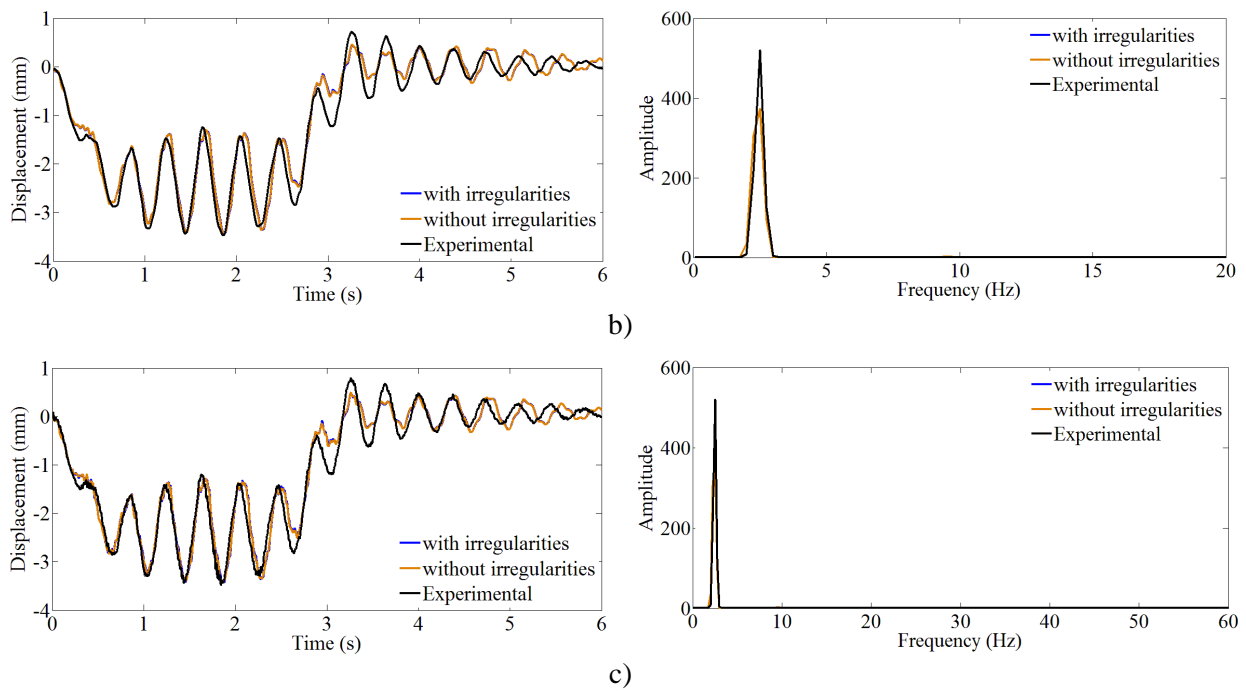 1
0
-1
-2
-3
-4
Displacement (mm)
with irregularities
without irregularities
Experimental
0 1 2 3 4 5 6
Time (s)
600
400
200
0
Amplitude
with irregularities
without irregularities
Experimental
0 5 10 15 20
Frequency (Hz)
b)
1
0
-1
-2
-3
-4
Displacement (mm)
with irregularities
without irregularities
Experimental
0 1 2 3 4 5 6
Time (s)
600
400
200
0
Amplitude
with irregularities
without irregularities
Experimental
0 10 20 30 40 50 60
Frequency (Hz)
c)